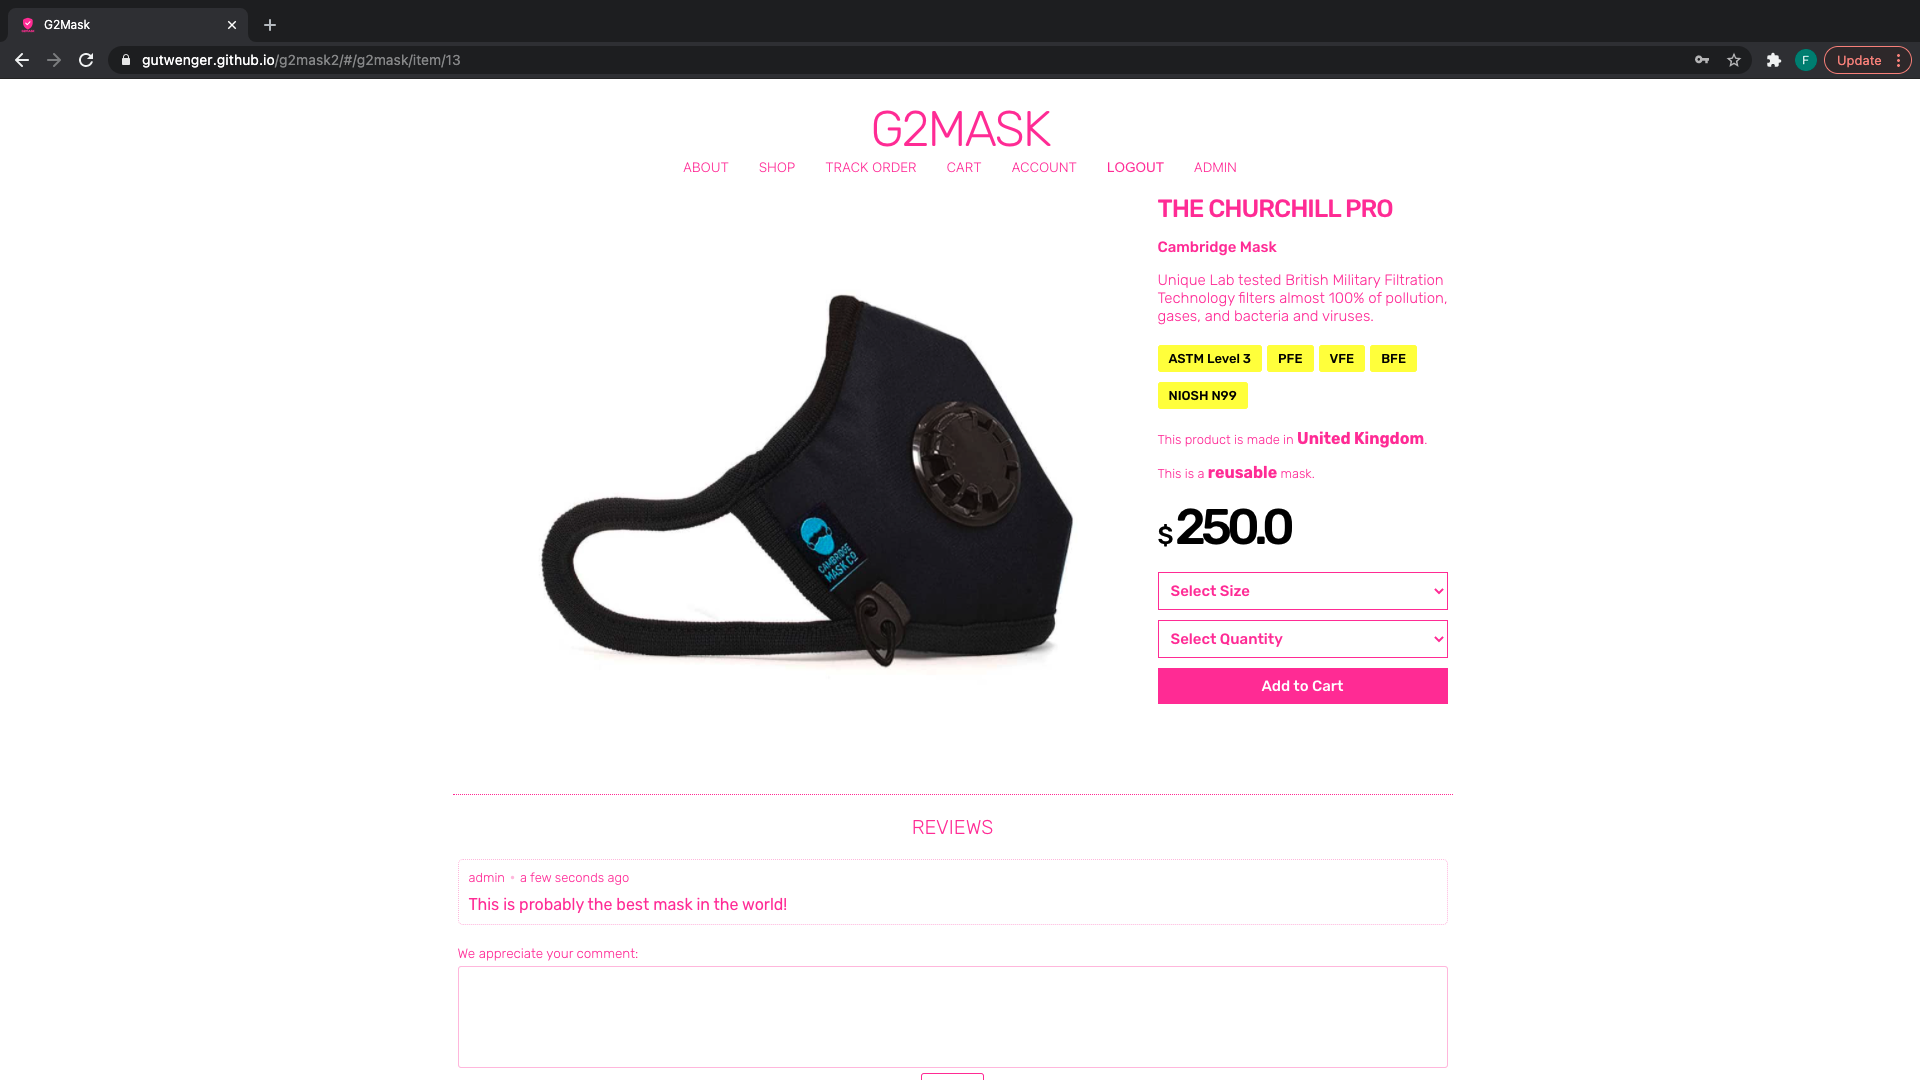 G2Mask
gutwenger.github.io/g2mask2/#/g2mask/item/13
F
Update
G2MASK
ABOUT SHOP TRACK ORDER CART ACCOUNT LOGOUT ADMIN
THE CHURCHILL PRO
Cambridge Mask
Unique Lab tested British Military Filtration
Technology filters almost 100% of pollution,
gases, and bacteria and viruses.
ASTM Level 3 PFE VFE BFE
NIOSH N99
This product is made in United Kingdom.
This is a reusable mask.
$250.0
CAMBRIDGE
MASK CO
Select Size
Select Quantity
Add to Cart
REVIEWS
admin • a few seconds ago
This is probably the best mask in the world!
We appreciate your comment: